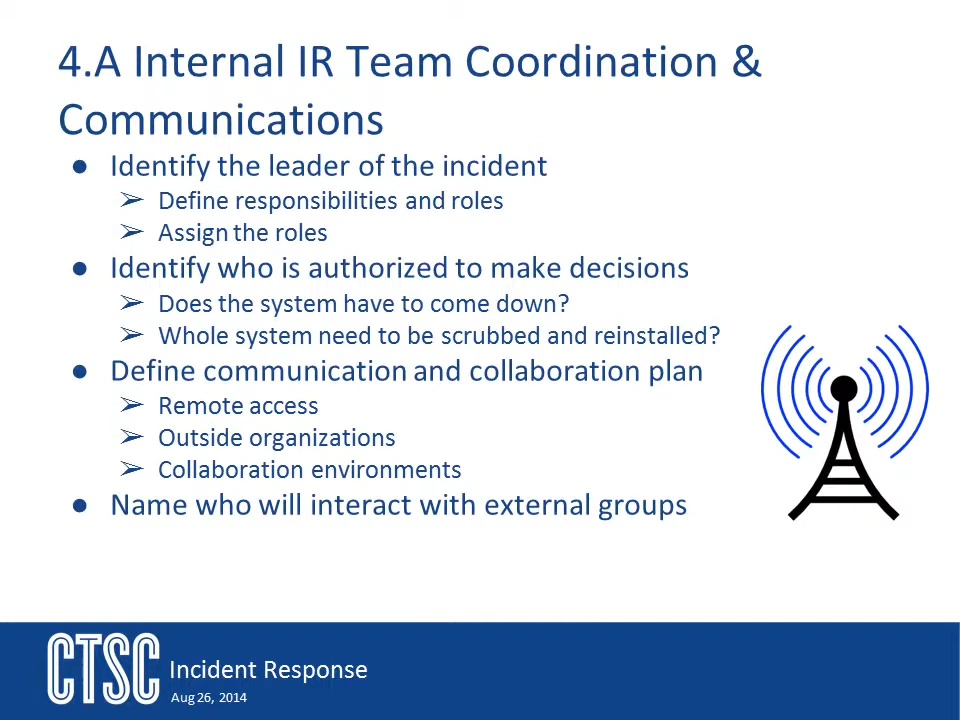 4.A Internal IR Team Coordination &
Communications
● Identify the leader of the incident
➢ Define responsibilities and roles
➢ Assign the roles
● Identify who is authorized to make decisions
➢ Does the system have to come down?
➢ Whole system need to be scrubbed and reinstalled?
● Define communication and collaboration plan
➢ Remote access
➢ Outside organizations
➢ Collaboration environments
● Name who will interact with external groups
CTSC
Incident Response
Aug 26, 2014